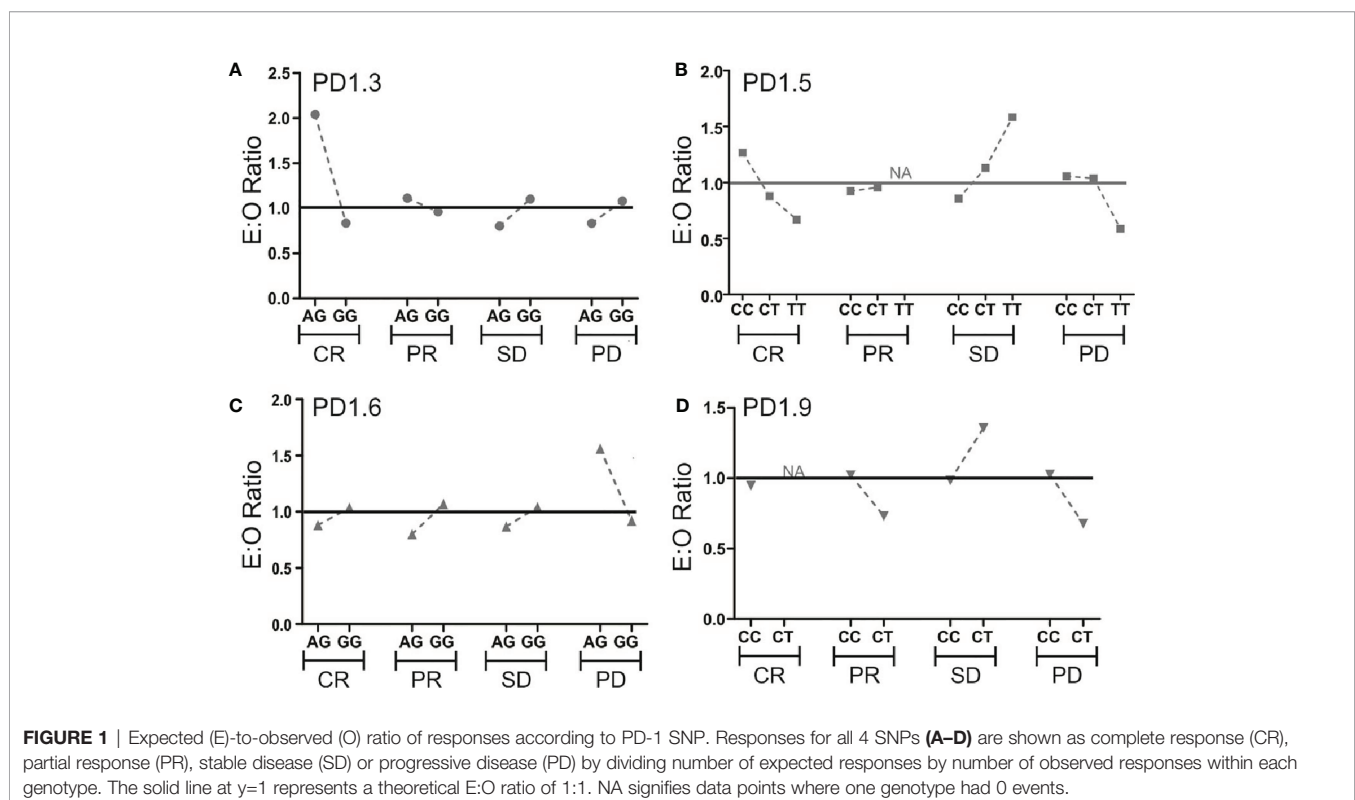 A
PD1.3
E:O Ratio
2.5
2.0
1.5
1.0
0.5
0.0
AG GG AG GG AG GG AG GG
CR PR SD PD
B
PD1.5
E:O Ratio
2.0
1.5
1.0
0.5
0.0
NA
CC CT TT CC CT TT CC CT TT CC CT TT
CR PR SD PD
C
PD1.6
E:O Ratio
2.0
1.5
1.0
0.5
0.0
AG GG AG GG AG GG AG GG
CR PR SD PD
D
PD1.9
E:O Ratio
1.5
1.0
0.5
0.0
NA
CC CT CC CT CC CT CC CT
CR PR SD PD
FIGURE 1 | Expected (E)-to-observed (O) ratio of responses according to PD-1 SNP. Responses for all 4 SNPs (A–D) are shown as complete response (CR),
partial response (PR), stable disease (SD) or progressive disease (PD) by dividing number of expected responses by number of observed responses within each
genotype. The solid line at y=1 represents a theoretical E:O ratio of 1:1. NA signifies data points where one genotype had 0 events.